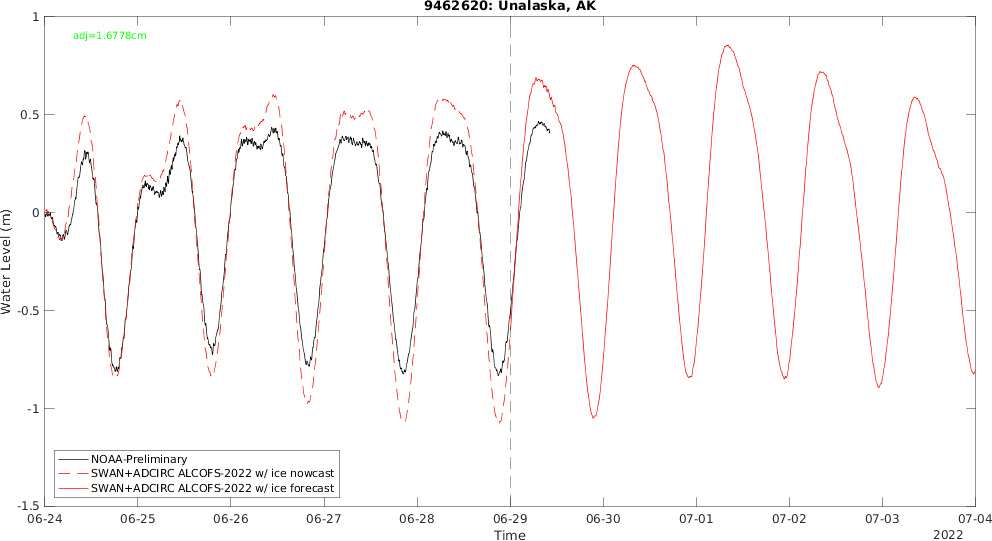 9462620: Unalaska, AK
adj=1.6778cm
1
0.5
0
-0.5
-1
-1.5
Water Level (m)
NOAA-Preliminary
SWAN+ADCIRC ALCOFS-2022 w/ ice nowcast
SWAN+ADCIRC ALCOFS-2022 w/ ice forecast
06-24 06-25 06-26 06-27 06-28 06-29 06-30 07-01 07-02 07-03 07-04
Time
2022